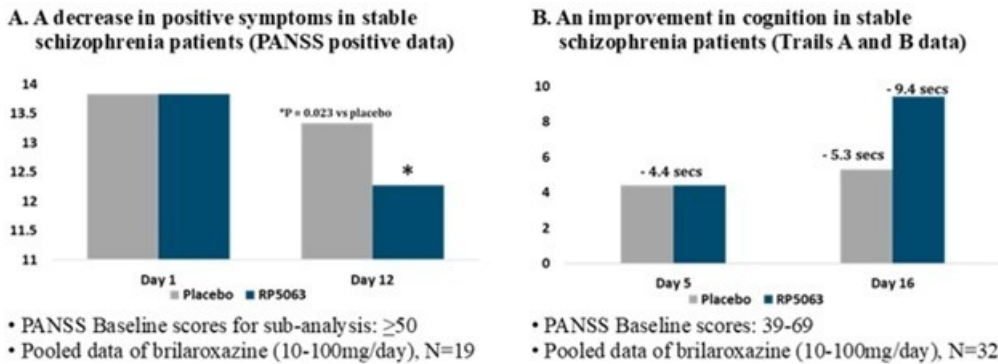 A. A decrease in positive symptoms in stable
schizophrenia patients (PANSS positive data)
14
13.5
13
12.5
12
11.5
11
*P = 0.023 vs placebo
*
Day 1
Day 12
Placebo
RP5063
• PANSS Baseline scores for sub-analysis: ≥50
• Pooled data of brilaroxazine (10-100mg/day), N=19
B. An improvement in cognition in stable
schizophrenia patients (Trails A and B data)
10
8
6
4
2
0
- 4.4 secs
- 5.3 secs
- 9.4 secs
Day 5
Day 16
Placebo
RP5063
• PANSS Baseline scores: 39-69
• Pooled data of brilaroxazine (10-100mg/day), N=32